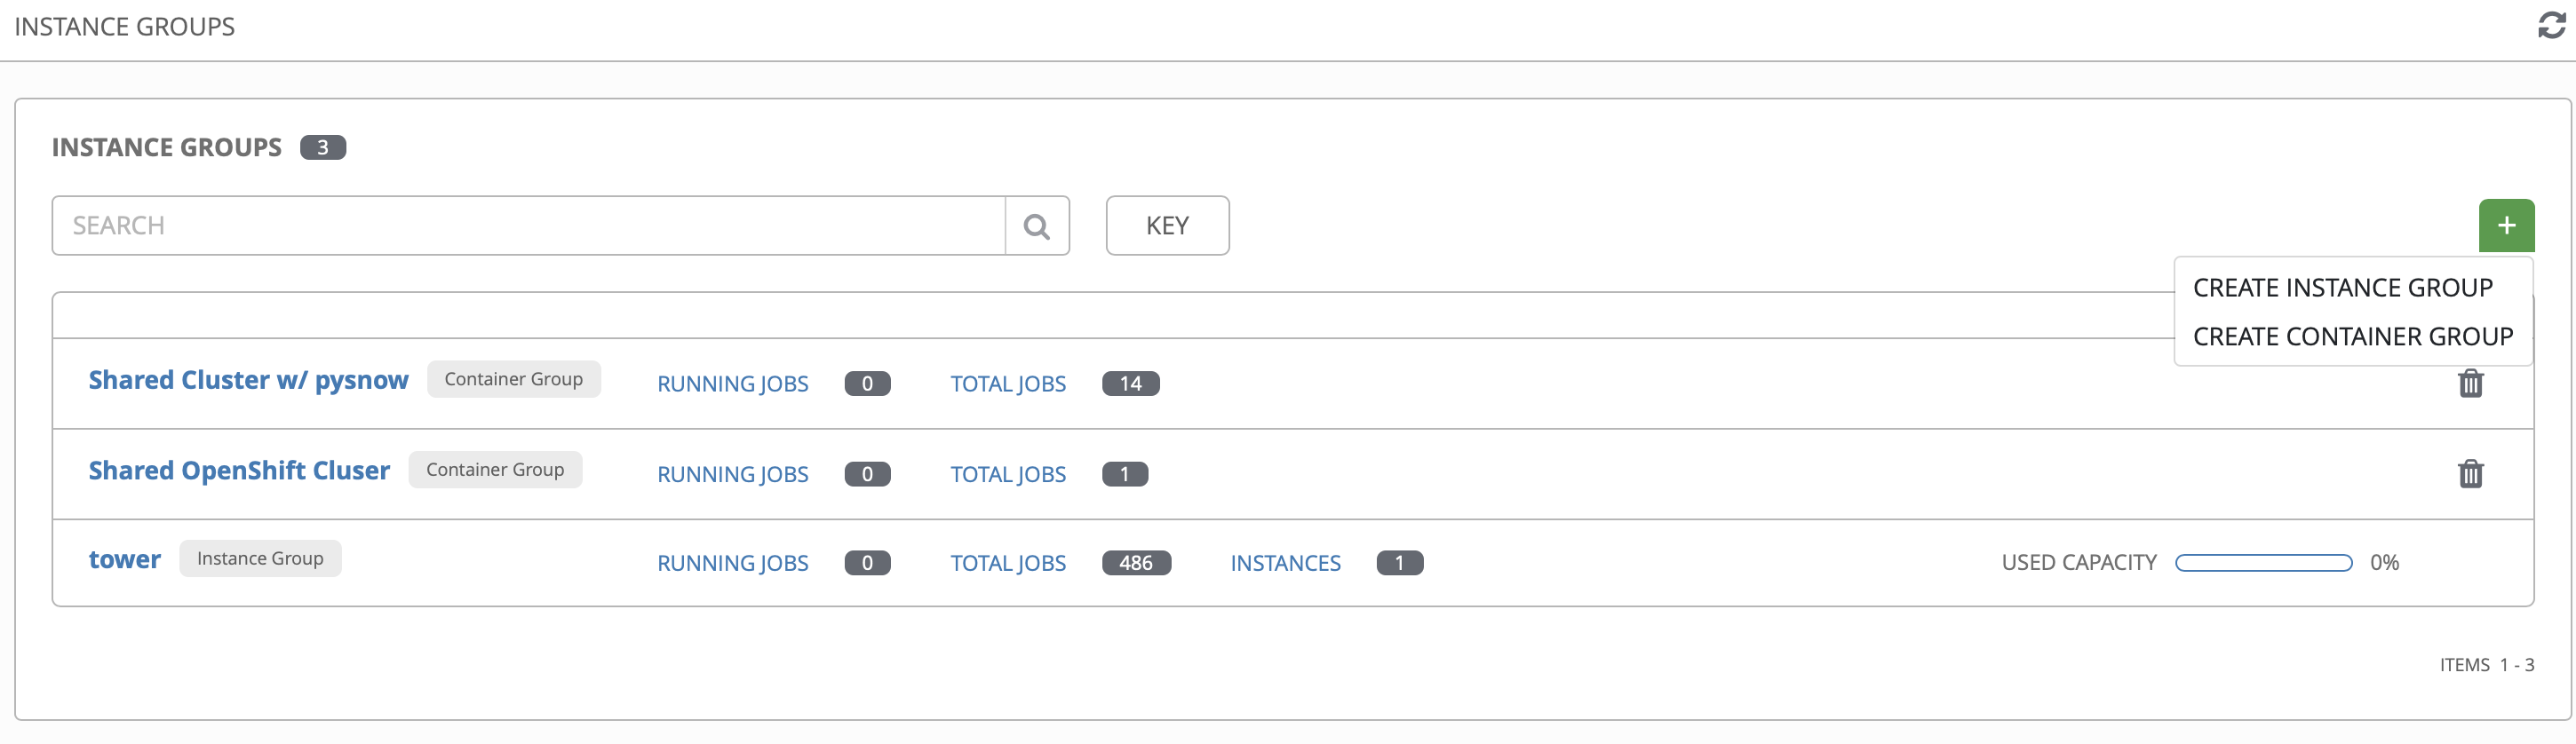 INSTANCE GROUPS
INSTANCE GROUPS 3
SEARCH KEY +
CREATE INSTANCE GROUP
CREATE CONTAINER GROUP
Shared Cluster w/ pysnow Container Group RUNNING JOBS 0 TOTAL JOBS 14
Shared OpenShift Cluser Container Group RUNNING JOBS 0 TOTAL JOBS 1
tower Instance Group RUNNING JOBS 0 TOTAL JOBS 486 INSTANCES 1 USED CAPACITY 0%
ITEMS 1 - 3